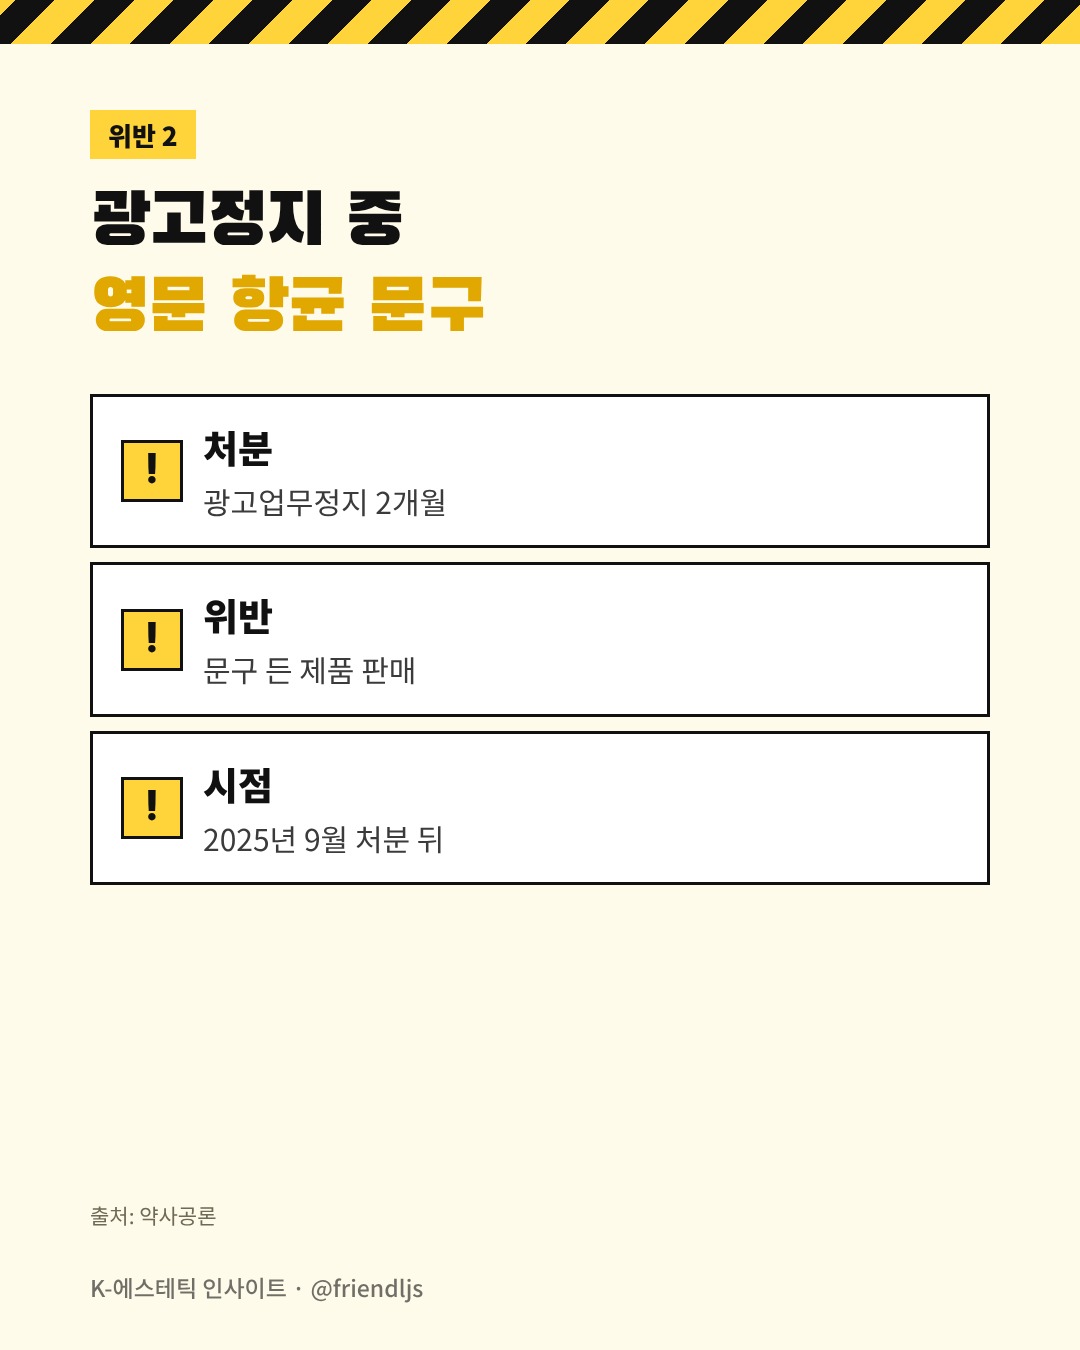 위반 2
광고정지 중
영문 항균 문구
!
처분
광고업무정지 2개월
!
위반
문구 든 제품 판매
!
시점
2025년 9월 처분 뒤
출처: 약사공론
K-에스테틱 인사이트 · @friendljs